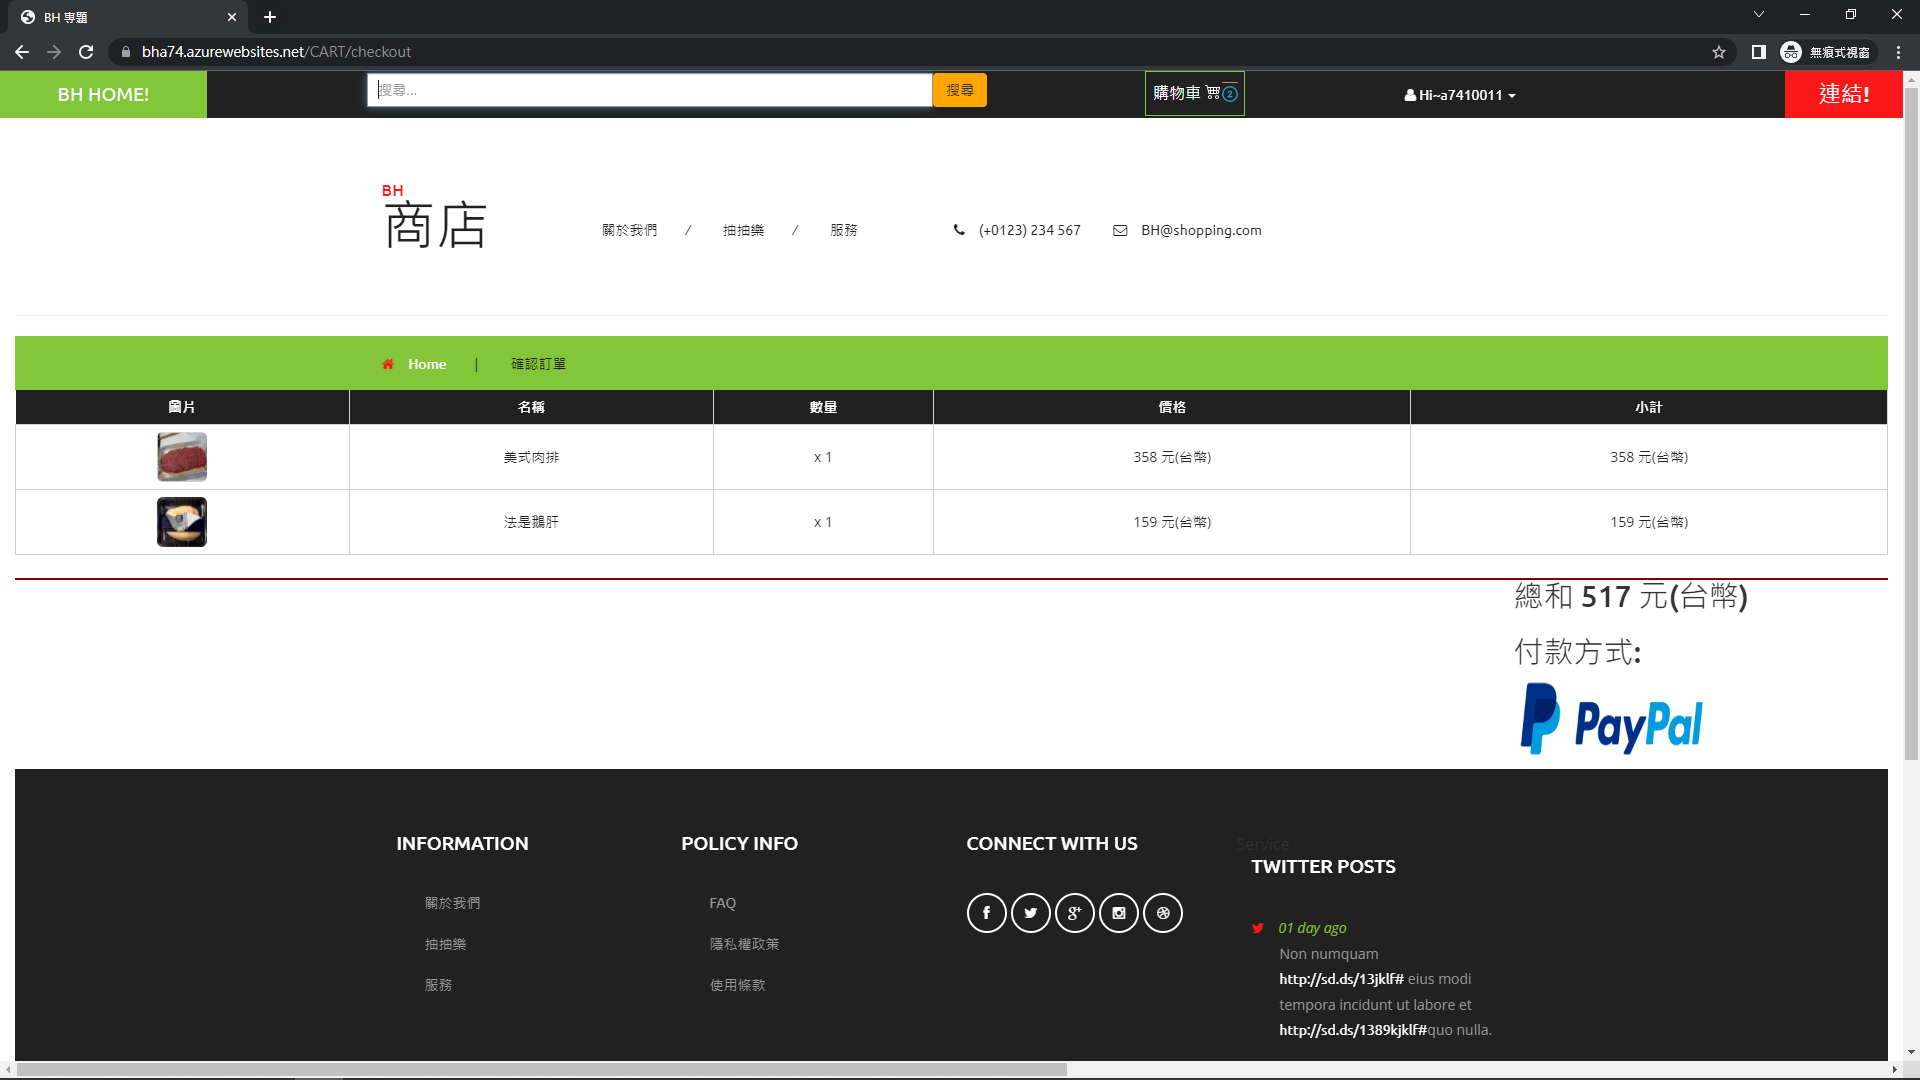 BH 專題
bha74.azurewebsites.net/CART/checkout
無痕式視窗
BH HOME!
搜尋...
搜尋
購物車 2
Hi~a7410011
連結!
BH
商店
關於我們 / 抽抽樂 / 服務
(+0123) 234 567
BH@shopping.com
Home | 確認訂單
圖片 名稱 數量 價格 小計
美式肉排 x 1 358 元(台幣) 358 元(台幣)
法是鵝肝 x 1 159 元(台幣) 159 元(台幣)
總和 517 元(台幣)
付款方式:
PayPal
INFORMATION
關於我們
抽抽樂
服務
POLICY INFO
FAQ
隱私權政策
使用條款
CONNECT WITH US
Service
TWITTER POSTS
01 day ago
Non numquam
http://sd.ds/13jklf# eius modi
tempora incidunt ut labore et
http://sd.ds/1389kjklf#quo nulla.